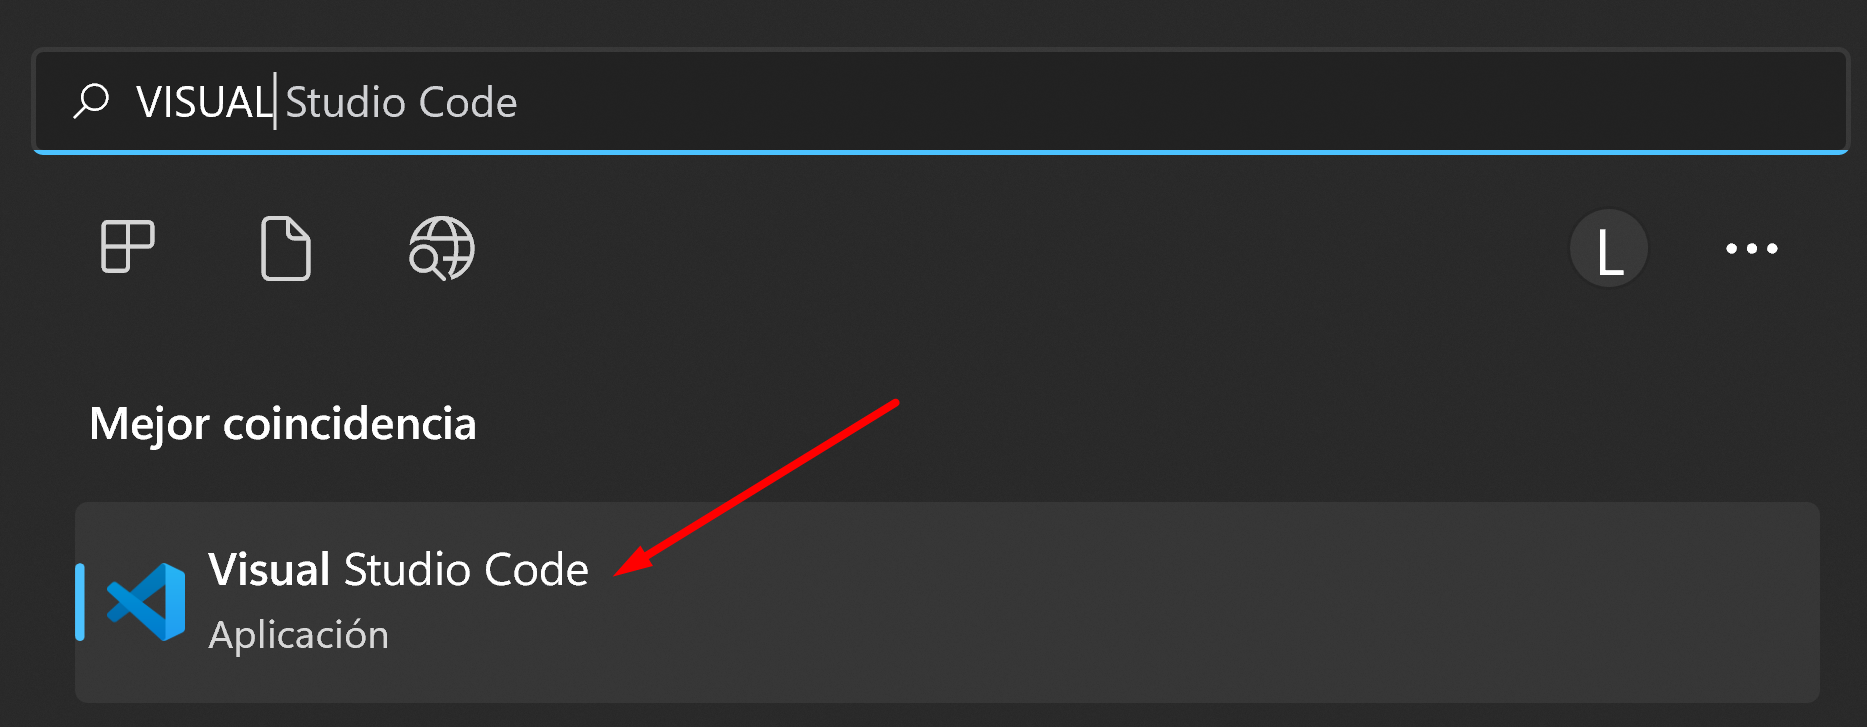 VISUAL Studio Code
L
Mejor coincidencia
Visual Studio Code
Aplicación